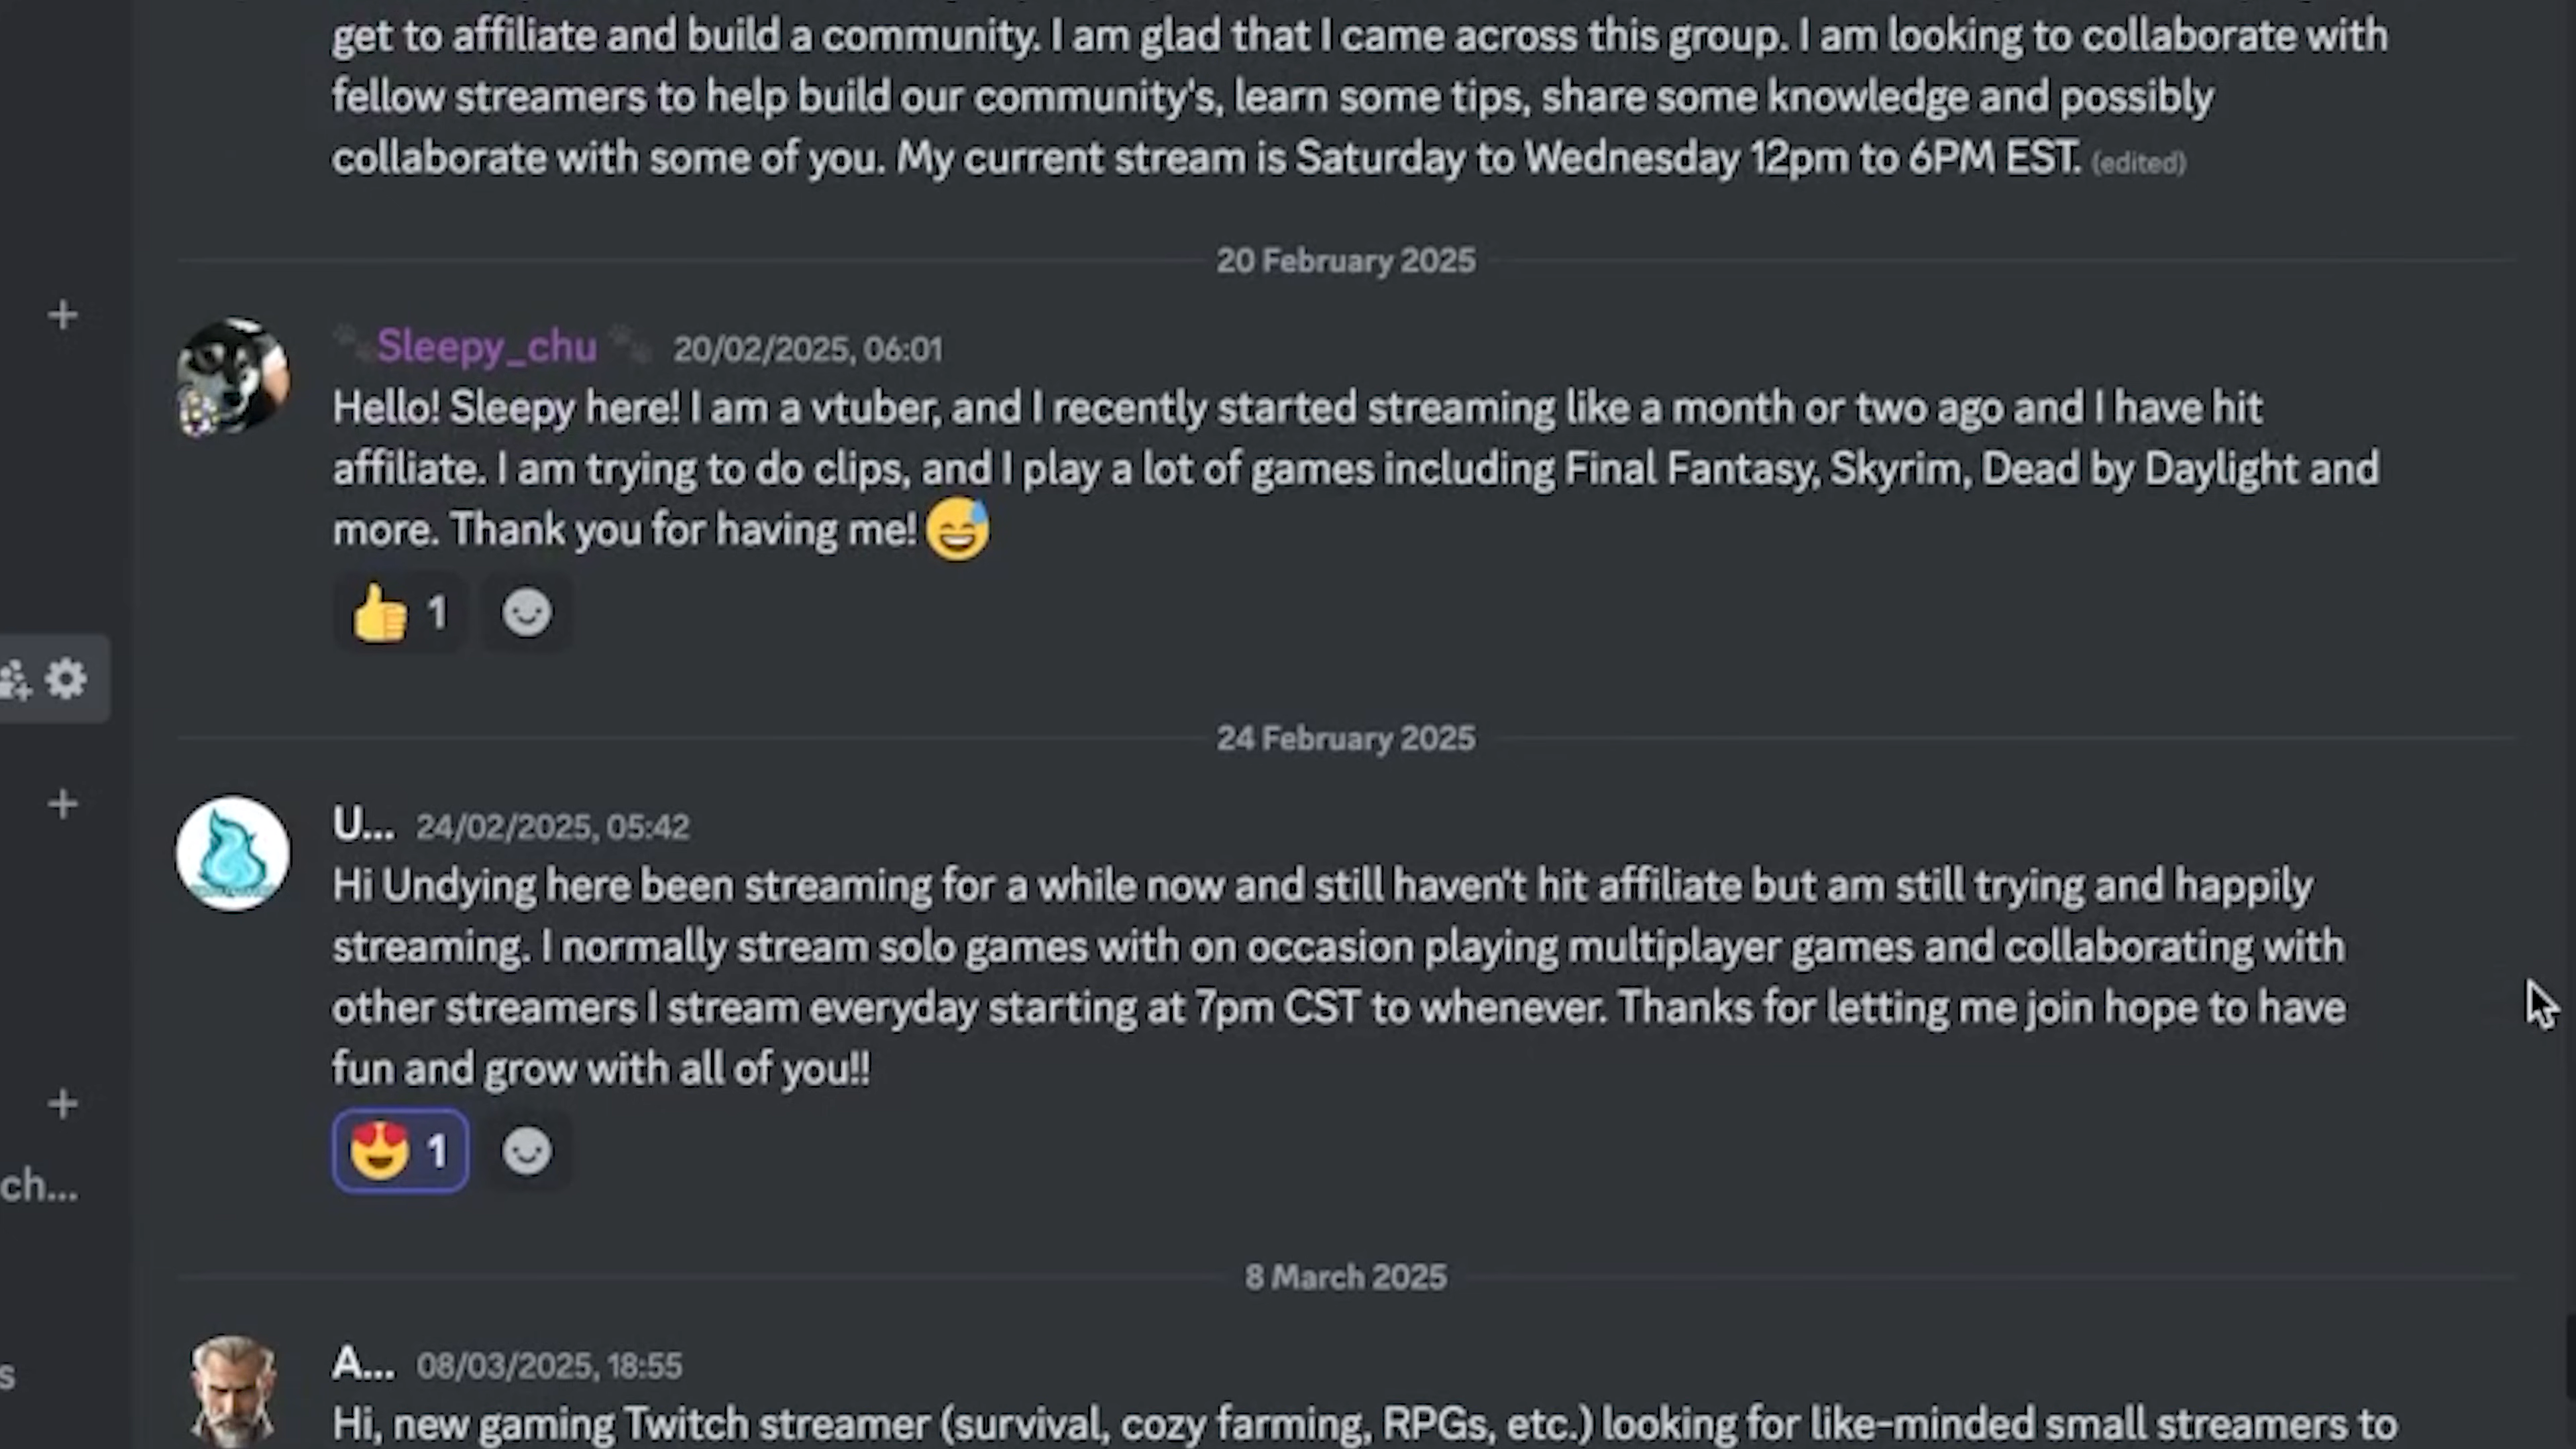 get to affiliate and build a community. I am glad that I came across this group. I am looking to collaborate with
fellow streamers to help build our community's, learn some tips, share some knowledge and possibly
collaborate with some of you. My current stream is Saturday to Wednesday 12pm to 6PM EST. (edited)
20 February 2025
Sleepy_chu 20/02/2025, 06:01
Hello! Sleepy here! I am a vtuber, and I recently started streaming like a month or two ago and I have hit
affiliate. I am trying to do clips, and I play a lot of games including Final Fantasy, Skyrim, Dead by Daylight and
more. Thank you for having me! 😅
👍 1
24 February 2025
U... 24/02/2025, 05:42
Hi Undying here been streaming for a while now and still haven't hit affiliate but am still trying and happily
streaming. I normally stream solo games with on occasion playing multiplayer games and collaborating with
other streamers I stream everyday starting at 7pm CST to whenever. Thanks for letting me join hope to have
fun and grow with all of you!!
😍 1
ch...
8 March 2025
A... 08/03/2025, 18:55
s
Hi, new gaming Twitch streamer (survival, cozy farming, RPGs, etc.) looking for like-minded small streamers to